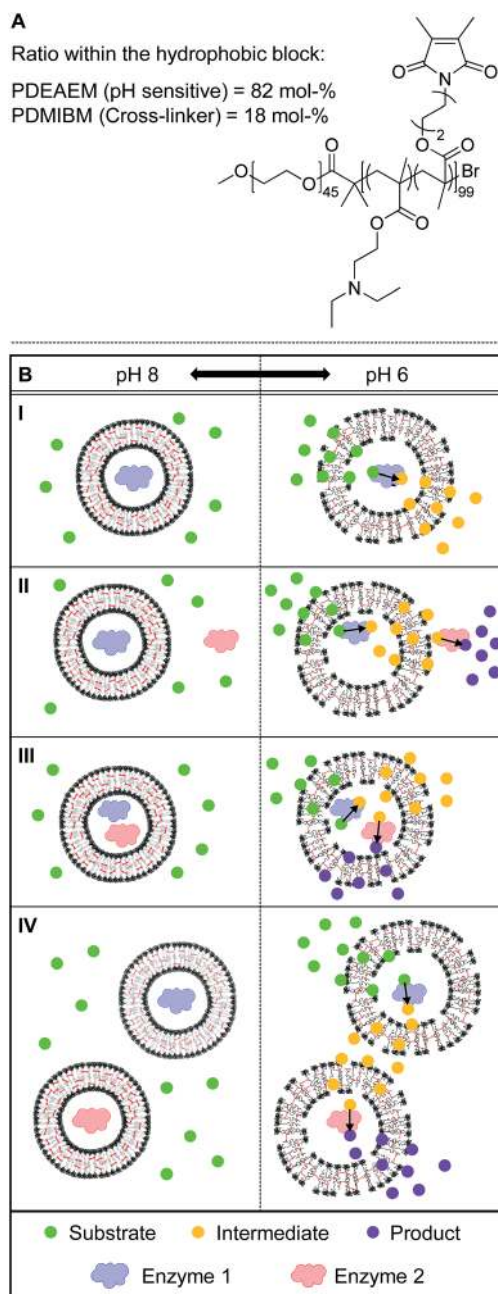 A
Ratio within the hydrophobic block:
PDEAEM (pH sensitive) = 82 mol-%
PDMIBM (Cross-linker) = 18 mol-%
O
N
O
2
O
O
O
O
O
45
99
Br
O
O
N
B
pH 8
pH 6
I
II
III
IV
Substrate
Intermediate
Product
Enzyme 1
Enzyme 2